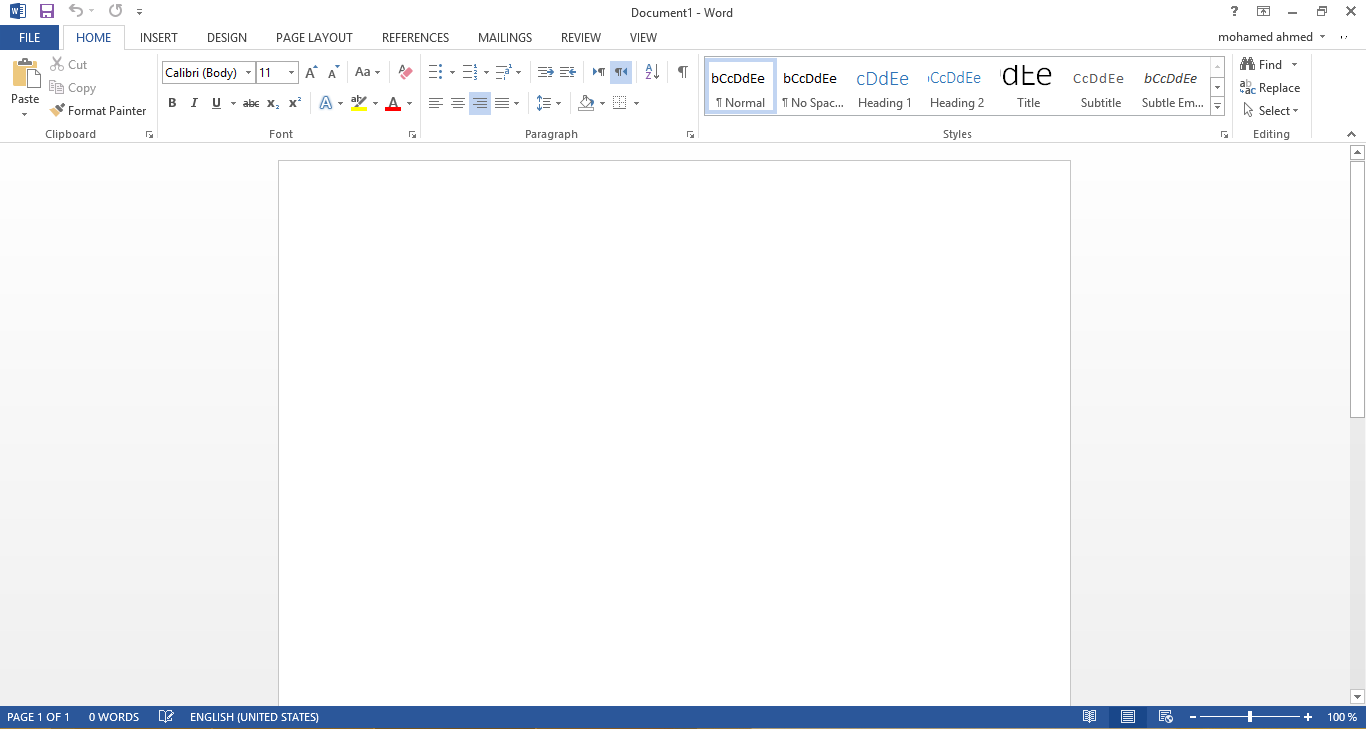 Document1 - Word
FILE HOME INSERT DESIGN PAGE LAYOUT REFERENCES MAILINGS REVIEW VIEW mohamed ahmed
Paste
Cut
Copy
Format Painter
Clipboard
Calibri (Body) 11 A A Aa
B I U abc X₂ X² A ab A
Font
Paragraph
bCcDdEe bCcDdEe cDdEe CcDdEe dEe CcDdEe bCcDdEe
¶ Normal ¶ No Spac... Heading 1 Heading 2 Title Subtitle Subtle Em...
Styles
Find
Replace
Select
Editing
PAGE 1 OF 1 0 WORDS ENGLISH (UNITED STATES) 100 %